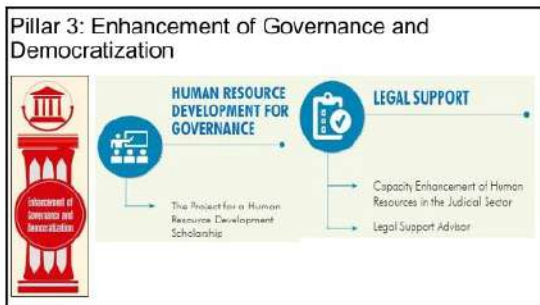 Pillar 3: Enhancement of Governance and
Democratization
Enhancement of
Governance and
Democratization
HUMAN RESOURCE
DEVELOPMENT FOR
GOVERNANCE
The Project for a Human
Resource Development
Scholarship
LEGAL SUPPORT
Capacity Enhancement of Human
Resources in the Judicial Sector
Legal Support Advisor